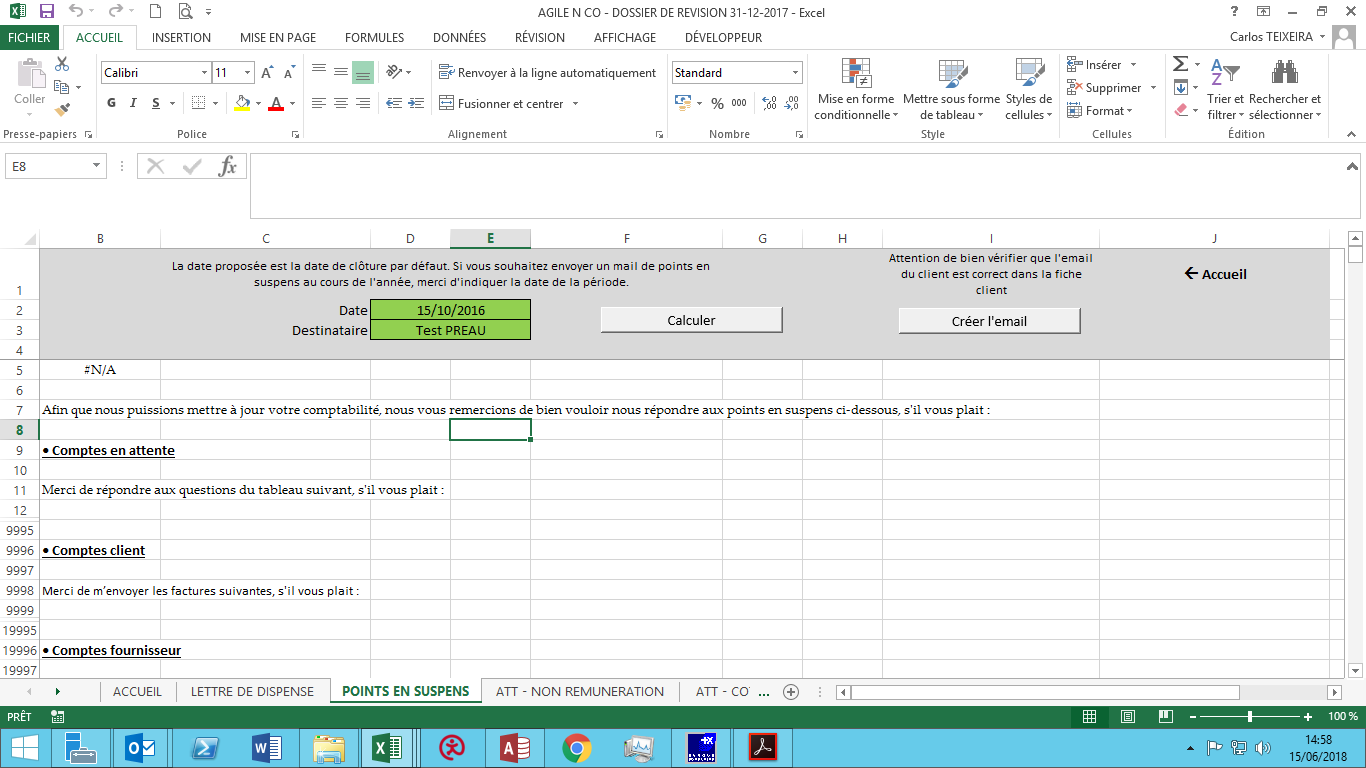 AGILE N CO - DOSSIER DE REVISION 31-12-2017 - Excel
FICHIER ACCUEIL INSERTION MISE EN PAGE FORMULES DONNÉES RÉVISION AFFICHAGE DÉVELOPPEUR Carlos TEIXEIRA
Coller
Presse-papiers
Calibri 11
G I S
Police
Renvoyer à la ligne automatiquement
Fusionner et centrer
Alignement
Standard
% 000
Nombre
Mise en forme conditionnelle
Mettre sous forme de tableau
Styles de cellules
Style
Insérer
Supprimer
Format
Cellules
Trier et filtrer
Rechercher et sélectionner
Édition
E8
fx
B C D E F G H I J
La date proposée est la date de clôture par défaut. Si vous souhaitez envoyer un mail de points en
suspens au cours de l'année, merci d'indiquer la date de la période.
Attention de bien vérifier que l'email
du client est correct dans la fiche
client
← Accueil
1
2 Date 15/10/2016
Calculer
Créer l'email
3 Destinataire Test PREAU
4
5 #N/A
6
7 Afin que nous puissions mettre à jour votre comptabilité, nous vous remercions de bien vouloir nous répondre aux points en suspens ci-dessous, s'il vous plait :
8
9 • Comptes en attente
10
11 Merci de répondre aux questions du tableau suivant, s'il vous plait :
12
9995
9996 • Comptes client
9997
9998 Merci de m’envoyer les factures suivantes, s'il vous plait :
9999
19995
19996 • Comptes fournisseur
19997
ACCUEIL LETTRE DE DISPENSE POINTS EN SUSPENS ATT - NON REMUNERATION ATT - CO ...
PRÊT 100 %
14:58
15/06/2018